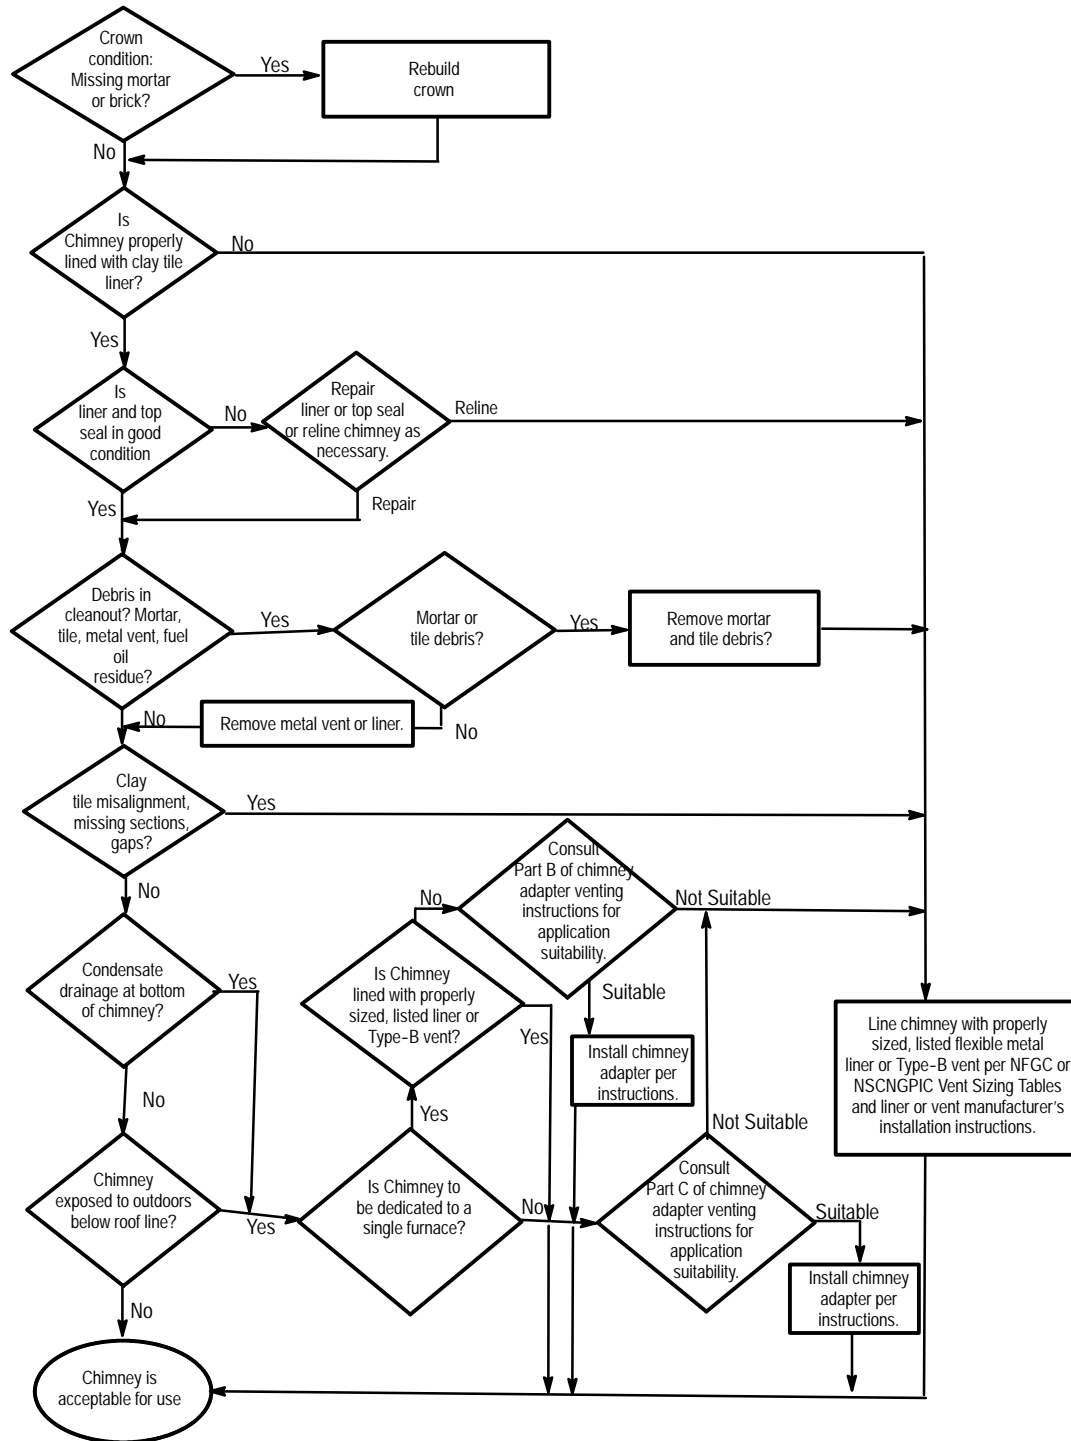 Crown
condition:
Missing mortar
or brick?
Yes
Rebuild
crown
No
Is
Chimney properly
lined with clay tile
liner?
No
Yes
Is
liner and top
seal in good
condition
No
Repair
liner or top seal
or reline chimney as
necessary.
Reline
Yes
Repair
Debris in
cleanout? Mortar,
tile, metal vent, fuel
oil
residue?
Yes
Mortar or
tile debris?
Yes
Remove mortar
and tile debris?
No
Remove metal vent or liner.
No
Clay
tile misalignment,
missing sections,
gaps?
Yes
No
Consult
Part B of chimney
adapter venting
instructions for
application
suitability.
No
Not Suitable
Condensate
drainage at bottom
of chimney?
Yes
Is Chimney
lined with properly
sized, listed liner or
Type-B vent?
Yes
Suitable
Install chimney
adapter per
instructions.
Line chimney with properly
sized, listed flexible metal
liner or Type-B vent per NFGC or
NSCNGPIC Vent Sizing Tables
and liner or vent manufacturer's
installation instructions.
No
Yes
Not Suitable
Chimney
exposed to outdoors
below roof line?
Yes
Is Chimney to
be dedicated to a
single furnace?
No
Consult
Part C of chimney
adapter venting
instructions for
application
suitability.
Suitable
Install chimney
adapter per
instructions.
No
Chimney is
acceptable for use